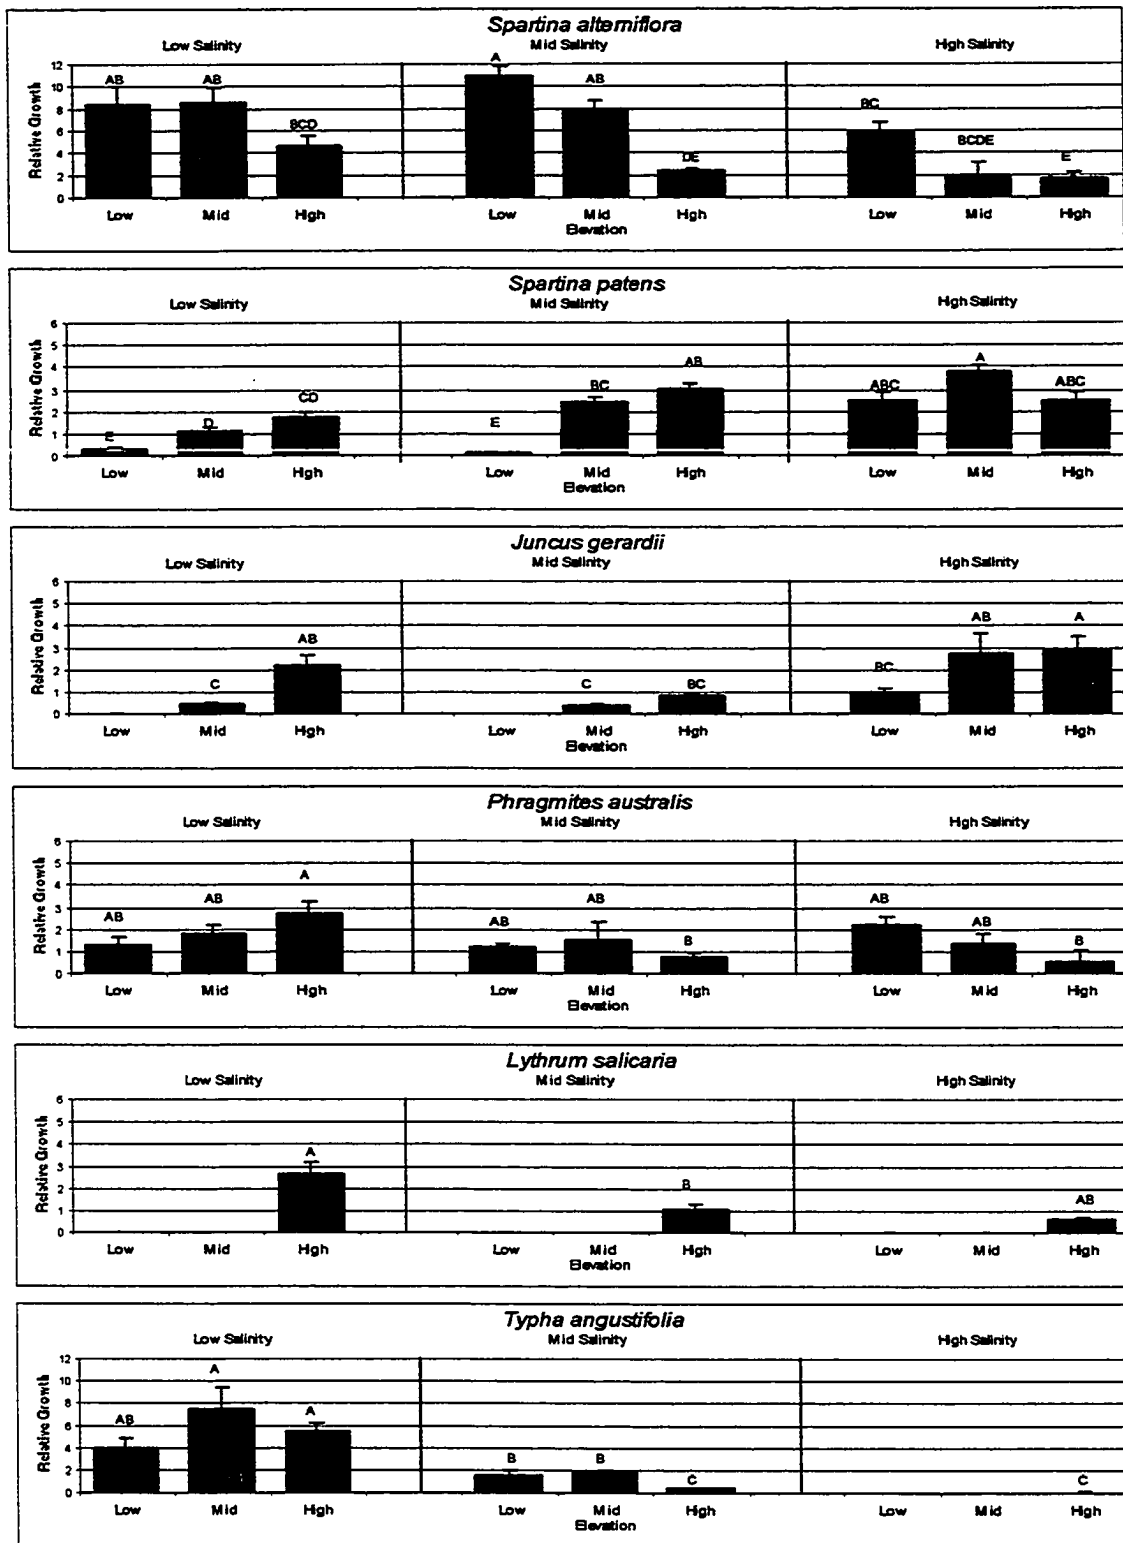 Spartina alterniflora
Low Salinity Mid Salinity High Salinity
Relative Growth
12
10
8
6
4
2
0
AB AB BCD A AB DE BC BCDE E
Low Mid High Low Mid High Low Mid High
Elevation
Spartina patens
Low Salinity Mid Salinity High Salinity
Relative Growth
6
5
4
3
2
1
0
E D CD E BC AB ABC A ABC
Low Mid High Low Mid High Low Mid High
Elevation
Juncus gerardii
Low Salinity Mid Salinity High Salinity
Relative Growth
6
5
4
3
2
1
0
C AB C BC BC AB A
Low Mid High Low Mid High Low Mid High
Elevation
Phragmites australis
Low Salinity Mid Salinity High Salinity
Relative Growth
6
5
4
3
2
1
0
AB AB A AB AB B AB AB B
Low Mid High Low Mid High Low Mid High
Elevation
Lythrum salicaria
Low Salinity Mid Salinity High Salinity
Relative Growth
6
5
4
3
2
1
0
A B AB
Low Mid High Low Mid High Low Mid High
Elevation
Typha angustifolia
Low Salinity Mid Salinity High Salinity
Relative Growth
12
10
8
6
4
2
0
AB A A B B C C
Low Mid High Low Mid High Low Mid High
Elevation